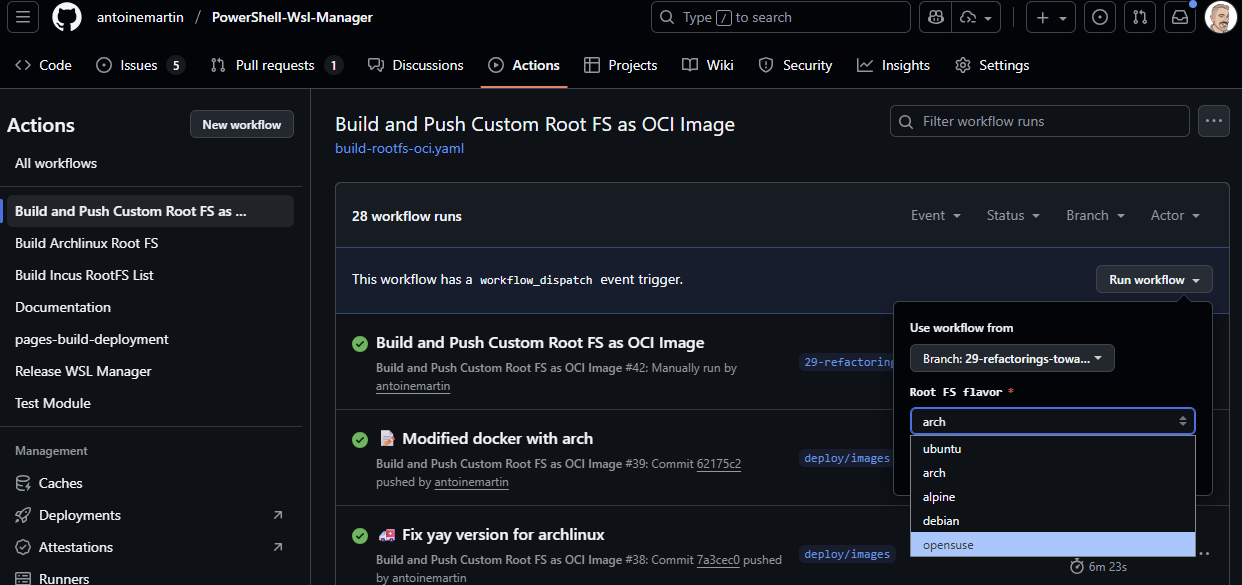 antoinemartin / PowerShell-Wsl-Manager
Type / to search
Code
Issues 5
Pull requests 1
Discussions
Actions
Projects
Wiki
Security
Insights
Settings
Actions
New workflow
All workflows
Build and Push Custom Root FS as ...
Build Archlinux Root FS
Build Incus RootFS List
Documentation
pages-build-deployment
Release WSL Manager
Test Module
Management
Caches
Deployments
Attestations
Runners
Build and Push Custom Root FS as OCI Image
build-rootfs-oci.yaml
Filter workflow runs
28 workflow runs
Event
Status
Branch
Actor
This workflow has a workflow_dispatch event trigger.
Run workflow
Use workflow from
Branch: 29-refactorings-towa...
Root FS flavor *
arch
ubuntu
arch
alpine
debian
opensuse
Build and Push Custom Root FS as OCI Image
Build and Push Custom Root FS as OCI Image #42: Manually run by
antoinemartin
29-refactoring
Modified docker with arch
Build and Push Custom Root FS as OCI Image #39: Commit 62175c2
pushed by antoinemartin
deploy/images
Fix yay version for archlinux
Build and Push Custom Root FS as OCI Image #38: Commit 7a3cec0 pushed
by antoinemartin
deploy/images
6m 23s